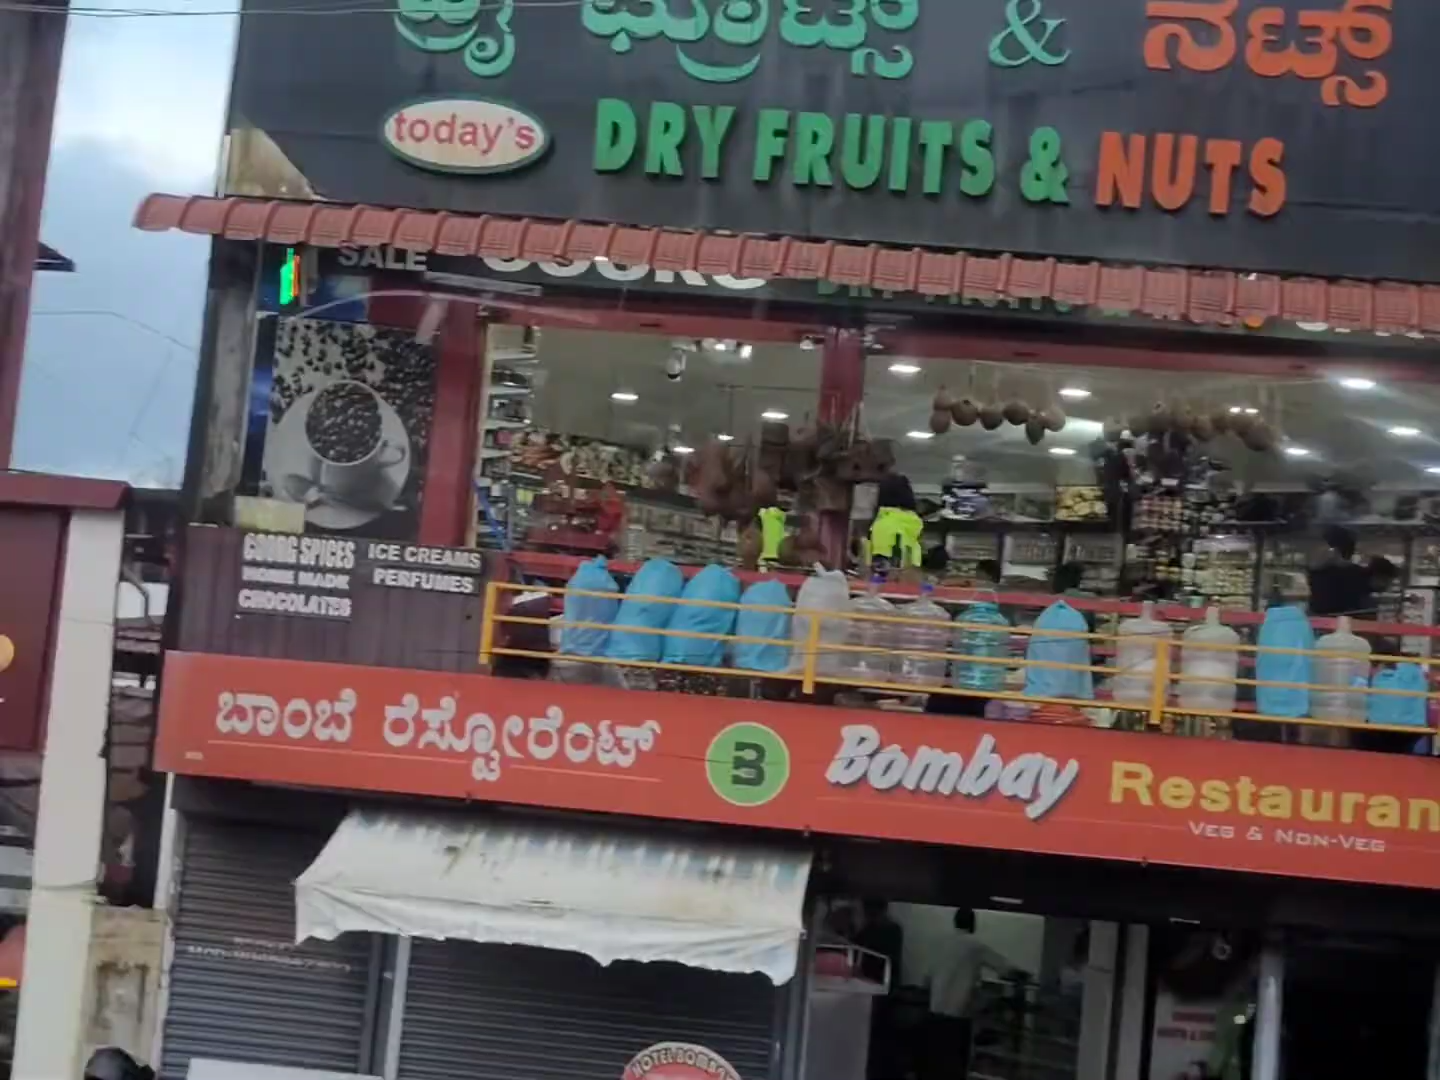 ಡ್ರೈ ಫ್ರೂಟ್ಸ್ & ನಟ್ಸ್
today's DRY FRUITS & NUTS
SALE
COORG SPICES
HOME MADE
CHOCOLATES
ICE CREAMS
PERFUMES
ಬಾಂಬೆ ರೆಸ್ಟೋರೆಂಟ್ B Bombay Restauran
VEG & NON-VEG
HOTEL BOMBAY